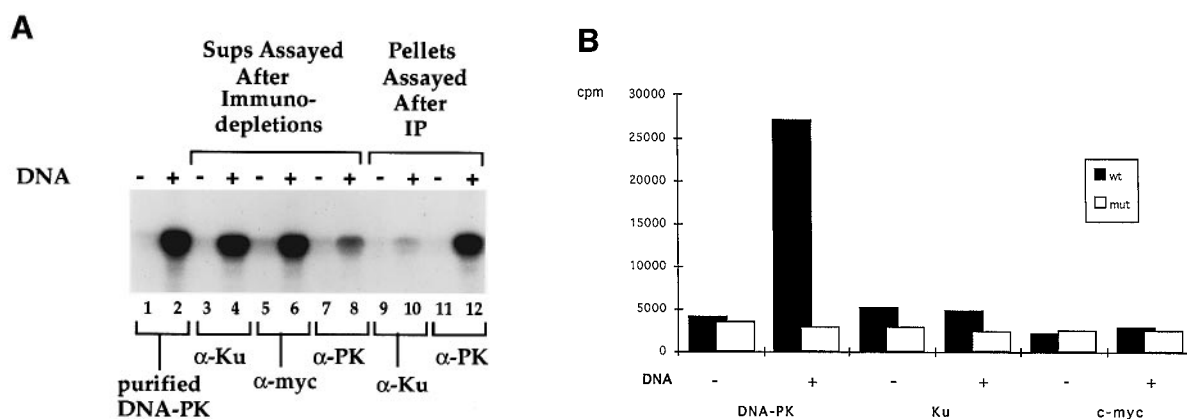 A
Sups Assayed
After
Immuno-
depletions
Pellets
Assayed
After
IP
DNA - + - + - + - + - + - +
1 2 3 4 5 6 7 8 9 10 11 12
α-Ku α-PK α-PK
α-myc α-Ku
purified
DNA-PK
B
cpm
30000
25000
20000
15000
10000
5000
0
wt
mut
DNA - + - + - +
DNA-PK Ku c-myc